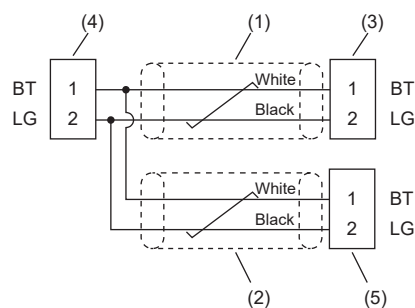 (4) (1) (3)
BT 1 White 1 BT
LG 2 Black 2 LG
White 1 BT
Black 2 LG
(2) (5)